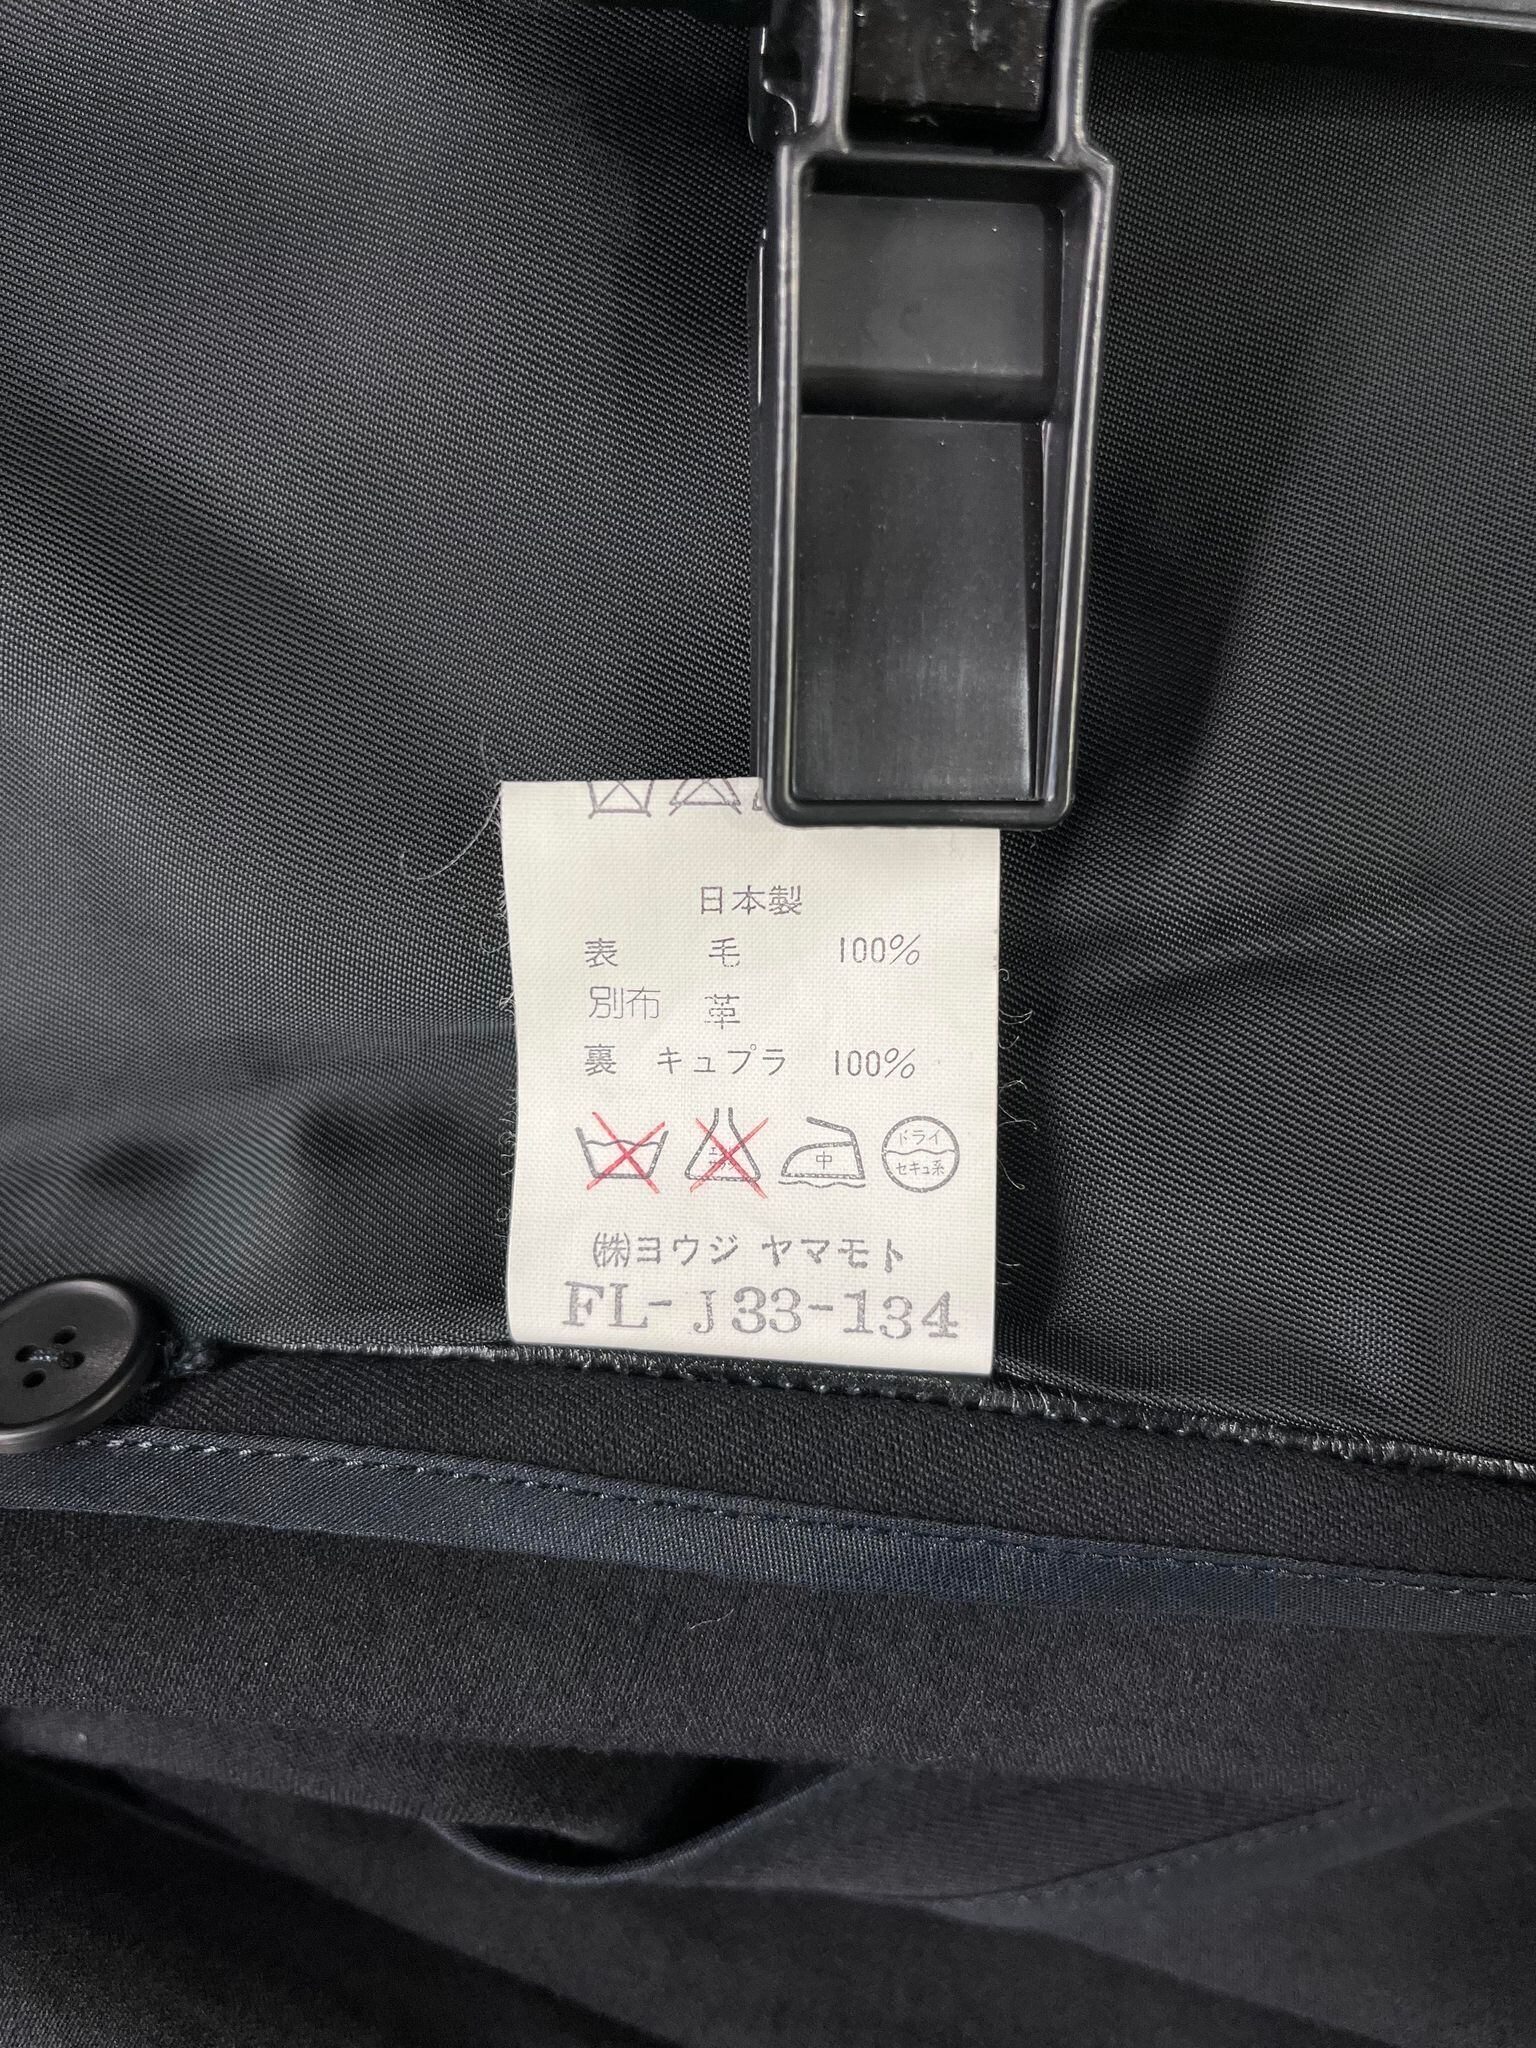 日本製
表 毛 100%
別布 革
裏 キュプラ 100%
中 ドライ
セキュ系
(株)ヨウジ ヤマモト
FL-J33-134